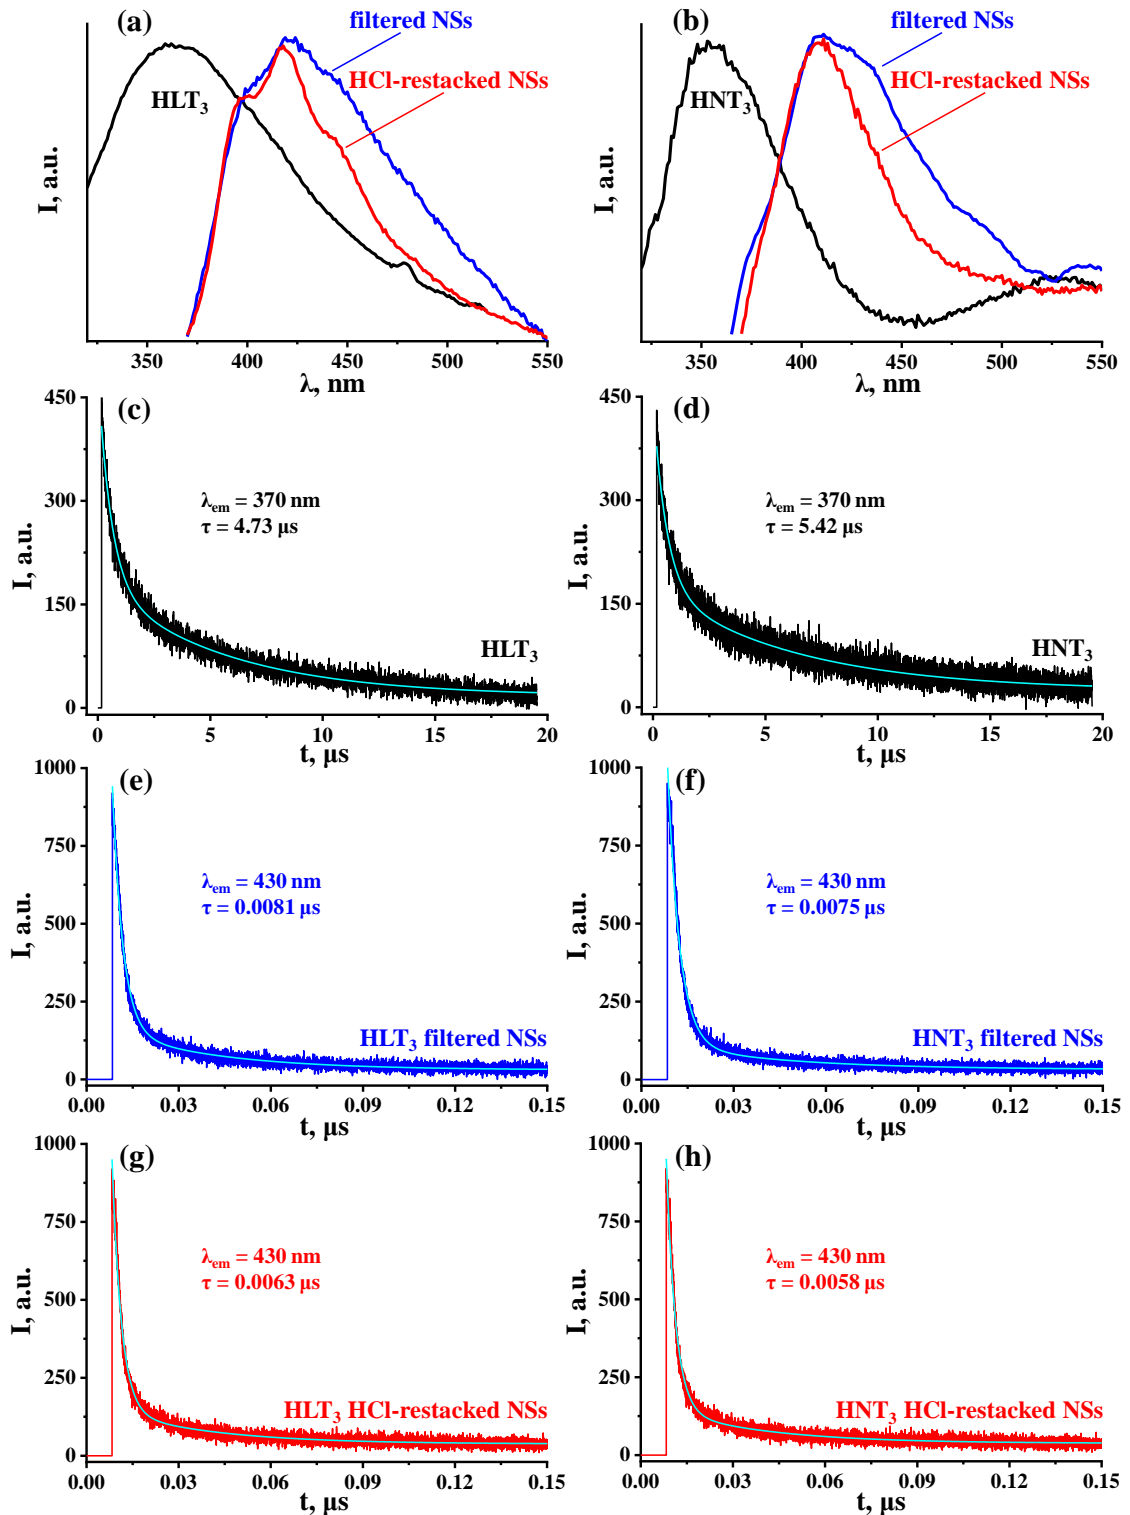 (a)
filtered NSs
HCl-restacked NSs
HLT₃
I, a.u.
350 400 450 500 550
λ, nm
(b)
filtered NSs
HCl-restacked NSs
HNT₃
I, a.u.
350 400 450 500 550
λ, nm
(c)
450
300
150
0
I, a.u.
λem = 370 nm
τ = 4.73 μs
HLT₃
0 5 10 15 20
t, μs
(d)
450
300
150
0
I, a.u.
λem = 370 nm
τ = 5.42 μs
HNT₃
0 5 10 15 20
t, μs
(e)
1000
750
500
250
0
I, a.u.
λem = 430 nm
τ = 0.0081 μs
HLT₃ filtered NSs
0.00 0.03 0.06 0.09 0.12 0.15
t, μs
(f)
1000
750
500
250
0
I, a.u.
λem = 430 nm
τ = 0.0075 μs
HNT₃ filtered NSs
0.00 0.03 0.06 0.09 0.12 0.15
t, μs
(g)
1000
750
500
250
0
I, a.u.
λem = 430 nm
τ = 0.0063 μs
HLT₃ HCl-restacked NSs
0.00 0.03 0.06 0.09 0.12 0.15
t, μs
(h)
1000
750
500
250
0
I, a.u.
λem = 430 nm
τ = 0.0058 μs
HNT₃ HCl-restacked NSs
0.00 0.03 0.06 0.09 0.12 0.15
t, μs